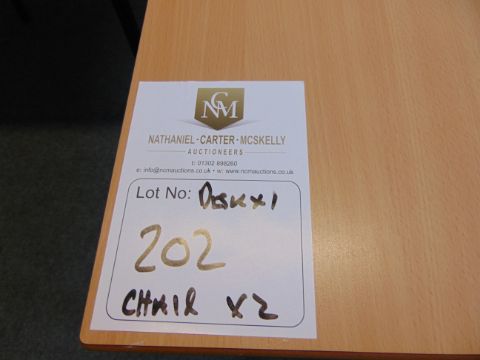 NCM
NATHANIEL-CARTER-MCSKELLY
AUCTIONEERS
t: 01302 898260
e: info@ncmauctions.co.uk • w: www.ncmauctions.co.uk
Lot No: Desk x1
202
CHAIR x2